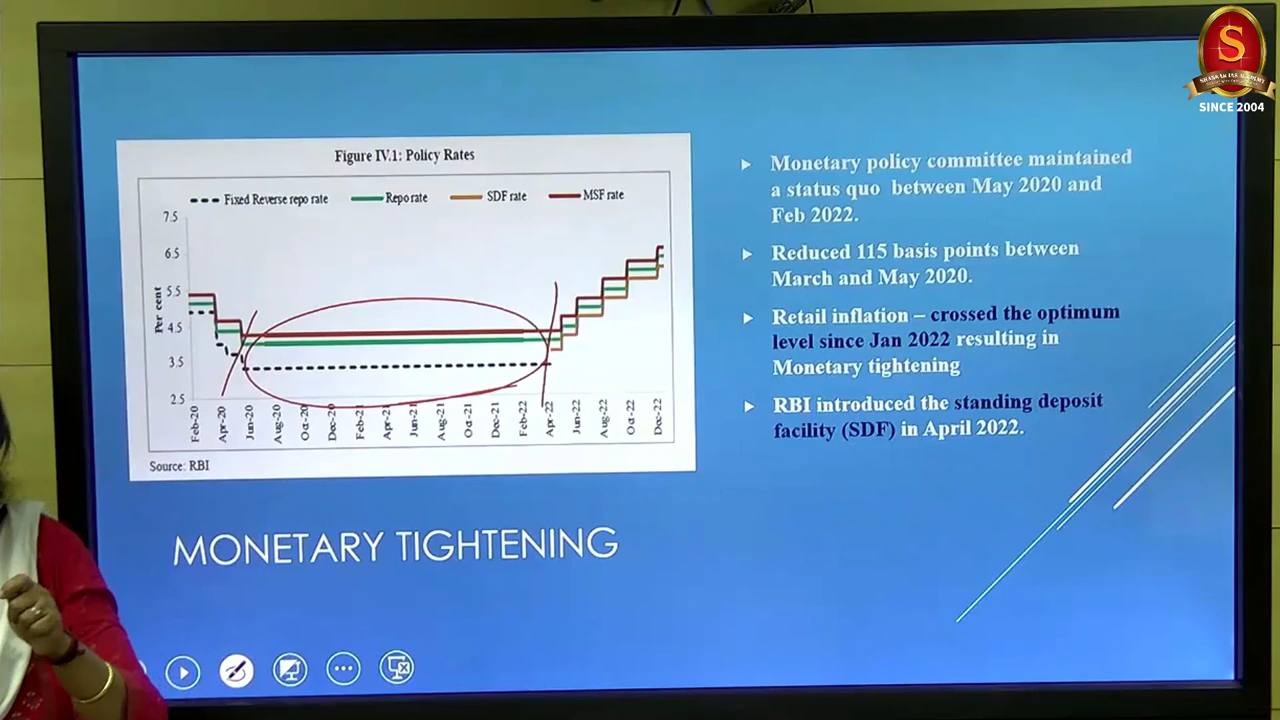 S
SHANKAR IAS ACADEMY
SINCE 2004
Figure IV.1: Policy Rates
Fixed Reverse repo rate Repo rate SDF rate MSF rate
Per cent
7.5
6.5
5.5
4.5
3.5
2.5
Feb-20 Apr-20 Jun-20 Aug-20 Oct-20 Dec-20 Feb-21 Apr-21 Jun-21 Aug-21 Oct-21 Dec-21 Feb-22 Apr-22 Jun-22 Aug-22 Oct-22 Dec-22
Source: RBI
MONETARY TIGHTENING
Monetary policy committee maintained
a status quo between May 2020 and
Feb 2022.
Reduced 115 basis points between
March and May 2020.
Retail inflation – crossed the optimum
level since Jan 2022 resulting in
Monetary tightening
RBI introduced the standing deposit
facility (SDF) in April 2022.